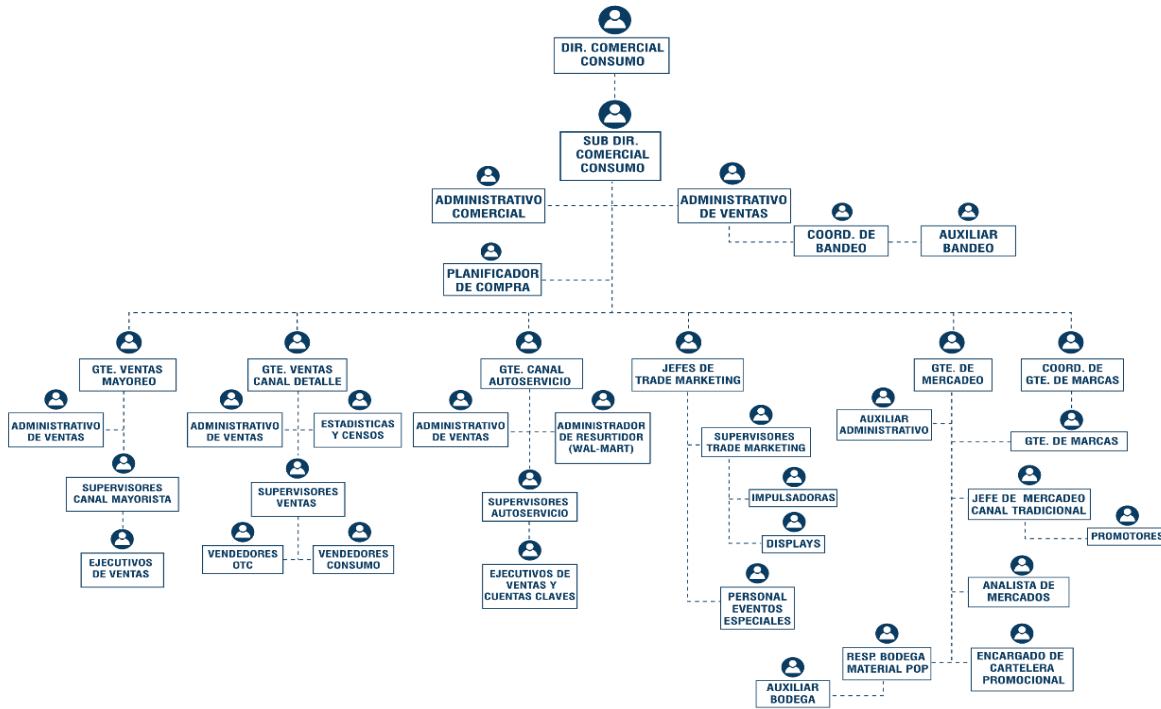 DIR. COMERCIAL
CONSUMO
SUB DIR.
COMERCIAL
CONSUMO
ADMINISTRATIVO
COMERCIAL
ADMINISTRATIVO
DE VENTAS
COORD. DE
BANDEO
AUXILIAR
BANDEO
PLANIFICADOR
DE COMPRA
GTE. VENTAS
MAYOREO
GTE. VENTAS
CANAL DETALLE
GTE. CANAL
AUTOSERVICIO
JEFES DE
TRADE MARKETING
GTE. DE
MERCADEO
COORD. DE
GTE. DE MARCAS
ADMINISTRATIVO
DE VENTAS
ADMINISTRATIVO
DE VENTAS
ESTADISTICAS
Y CENSOS
ADMINISTRATIVO
DE VENTAS
ADMINISTRADOR
DE RESURTIDOR
(WAL-MART)
SUPERVISORES
TRADE MARKETING
AUXILIAR
ADMINISTRATIVO
GTE. DE MARCAS
SUPERVISORES
CANAL MAYORISTA
SUPERVISORES
VENTAS
SUPERVISORES
AUTOSERVICIO
IMPULSADORAS
JEFE DE MERCADEO
CANAL TRADICIONAL
PROMOTORES
DISPLAYS
EJECUTIVOS
DE VENTAS
VENDEDORES
OTC
VENDEDORES
CONSUMO
EJECUTIVOS DE
VENTAS Y
CUENTAS CLAVES
PERSONAL
EVENTOS
ESPECIALES
ANALISTA DE
MERCADOS
RESP. BODEGA
MATERIAL POP
ENCARGADO DE
CARTELERA
PROMOCIONAL
AUXILIAR
BODEGA